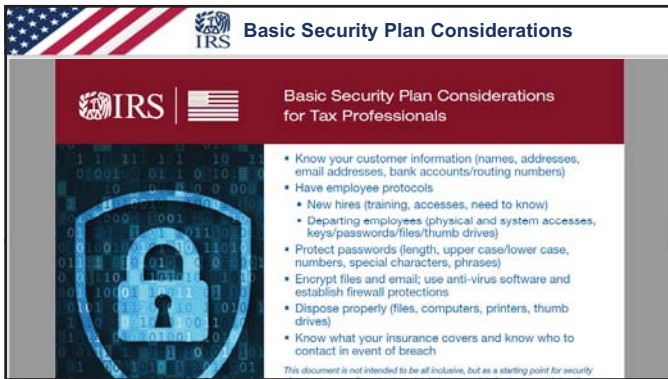 IRS
Basic Security Plan Considerations
IRS
Basic Security Plan Considerations
for Tax Professionals
• Know your customer information (names, addresses,
email addresses, bank accounts/routing numbers)
• Have employee protocols
• New hires (training, accesses, need to know)
• Departing employees (physical and system accesses,
keys/passwords/files/thumb drives)
• Protect passwords (length, upper case/lower case,
numbers, special characters, phrases)
• Encrypt files and email; use anti-virus software and
establish firewall protections
• Dispose properly (files, computers, printers, thumb
drives)
• Know what your insurance covers and know who to
contact in event of breach
This document is not intended to be all inclusive, but as a starting point for security